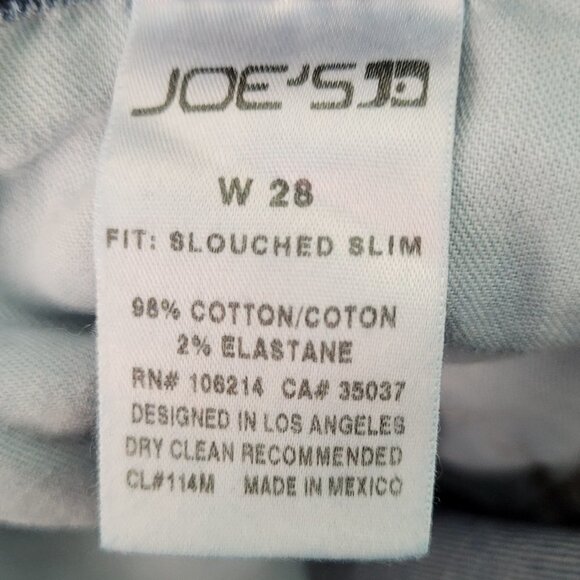 JOE'S
W 28
FIT: SLOUCHED SLIM
98% COTTON/COTON
2% ELASTANE
RN# 106214 CA# 35037
DESIGNED IN LOS ANGELES
DRY CLEAN RECOMMENDED
CL#114M MADE IN MEXICO